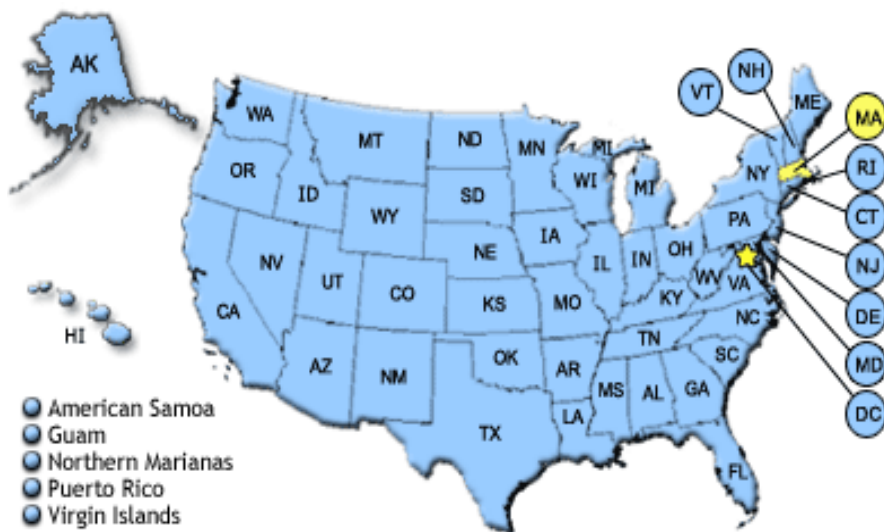 AK
NH
VT
ME
MA
WA
MT
ND
MN
MI
OR
ID
WY
SD
WI
MI
NY
RI
CT
NV
UT
CO
NE
IA
IL
IN
OH
PA
NJ
CA
KS
MO
KY
WV
VA
DE
HI
AZ
NM
OK
AR
TN
NC
MD
SC
MS
AL
GA
DC
TX
LA
FL
American Samoa
Guam
Northern Marianas
Puerto Rico
Virgin Islands